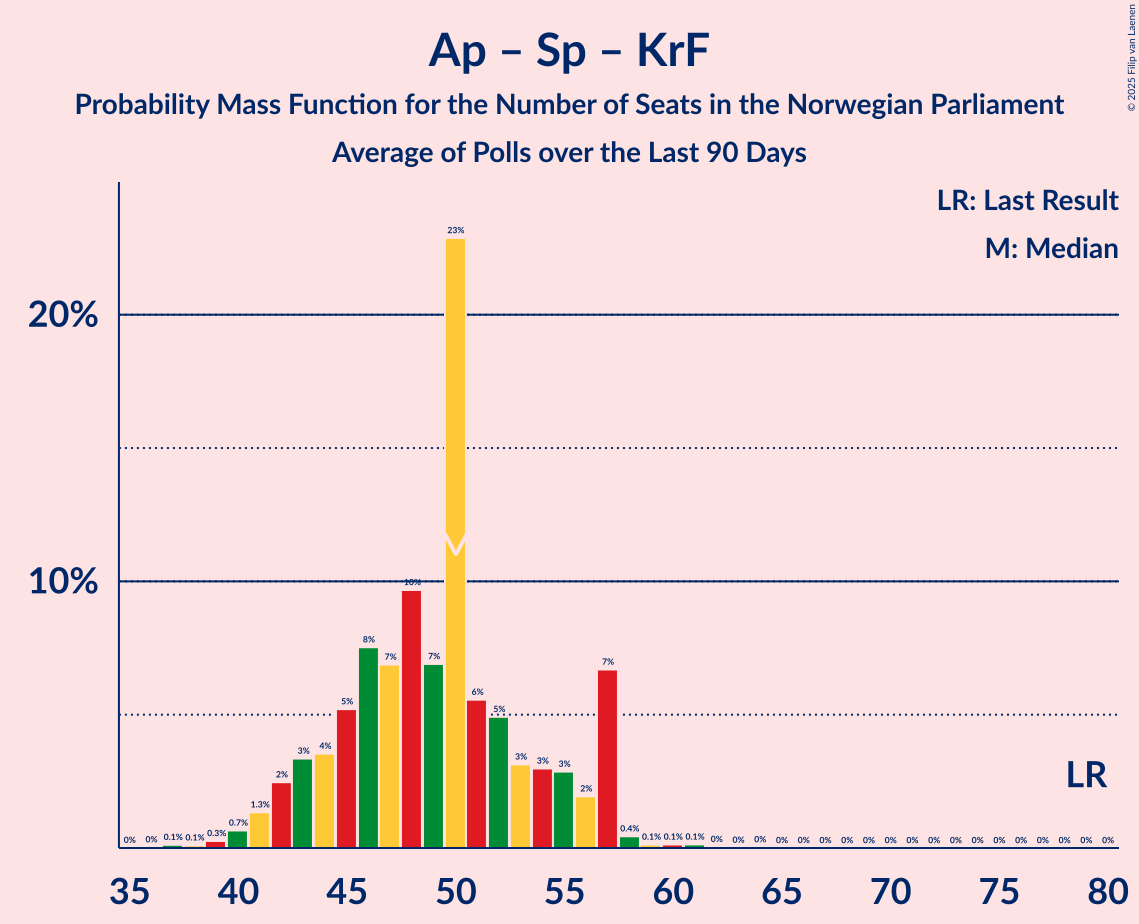 Ap – Sp – KrF
Probability Mass Function for the Number of Seats in the Norwegian Parliament
Average of Polls over the Last 90 Days
© 2025 Filip van Laenen
LR: Last Result
M: Median
20%
10%
0% 0% 0.1% 0.1% 0.3% 0.7% 1.3% 2% 3% 4% 5% 8% 7% 10% 7% 23% 6% 5% 3% 3% 3% 2% 7% 0.4% 0.1% 0.1% 0.1% 0% 0% 0% 0% 0% 0% 0% 0% 0% 0% 0% 0% 0% 0% 0% 0% 0% 0% 0%
M
LR
35 40 45 50 55 60 65 70 75 80